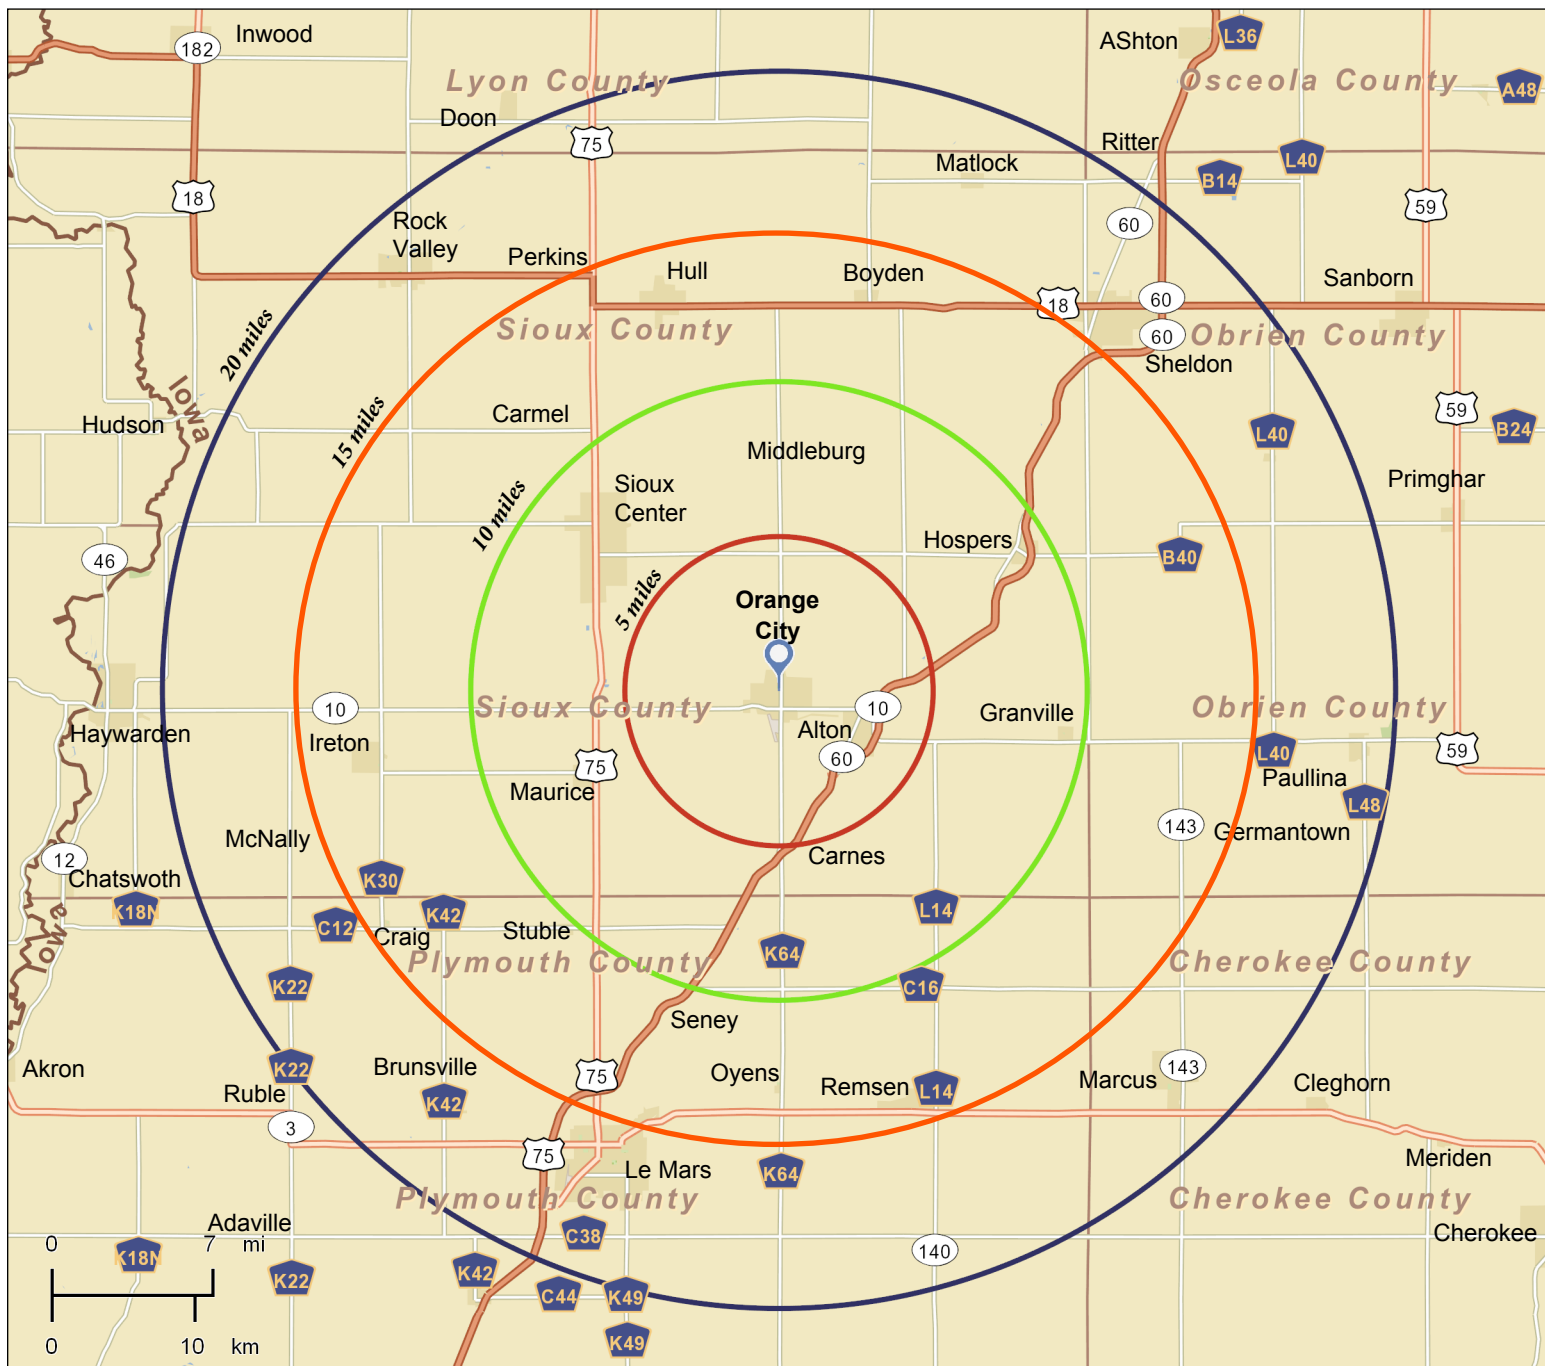 Inwood
182
AShton
L36
Lyon County
Osceola County
A48
Doon
75
Ritter
Matlock
L40
B14
18
59
Rock
Valley
60
Perkins
Hull
Boyden
Sanborn
18
60
Sioux County
60
Obrien County
20 miles
Sheldon
Iowa
15 miles
Carmel
59
Hudson
L40
B24
Middleburg
Sioux
Center
Primghar
10 miles
Hospers
46
B40
5 miles
Orange
City
10
Sioux County
10
Granville
Obrien County
Haywarden
Ireton
Alton
60
L40
59
75
Maurice
Paullina
L48
McNally
143
Germantown
12
Carnes
Chatswoth
K30
K18N
K42
L14
C12
Craig
Stuble
Iowa
K64
Plymouth County
Cherokee County
K22
C16
Seney
Akron
K22
Brunsville
75
Oyens
Remsen
L14
Marcus
143
Cleghorn
Ruble
K42
3
75
Le Mars
K64
Meriden
Plymouth County
Cherokee County
Adaville
Cherokee
0 7 mi
K18N
C38
140
K22
K42
C44
K49
0 10 km
K49